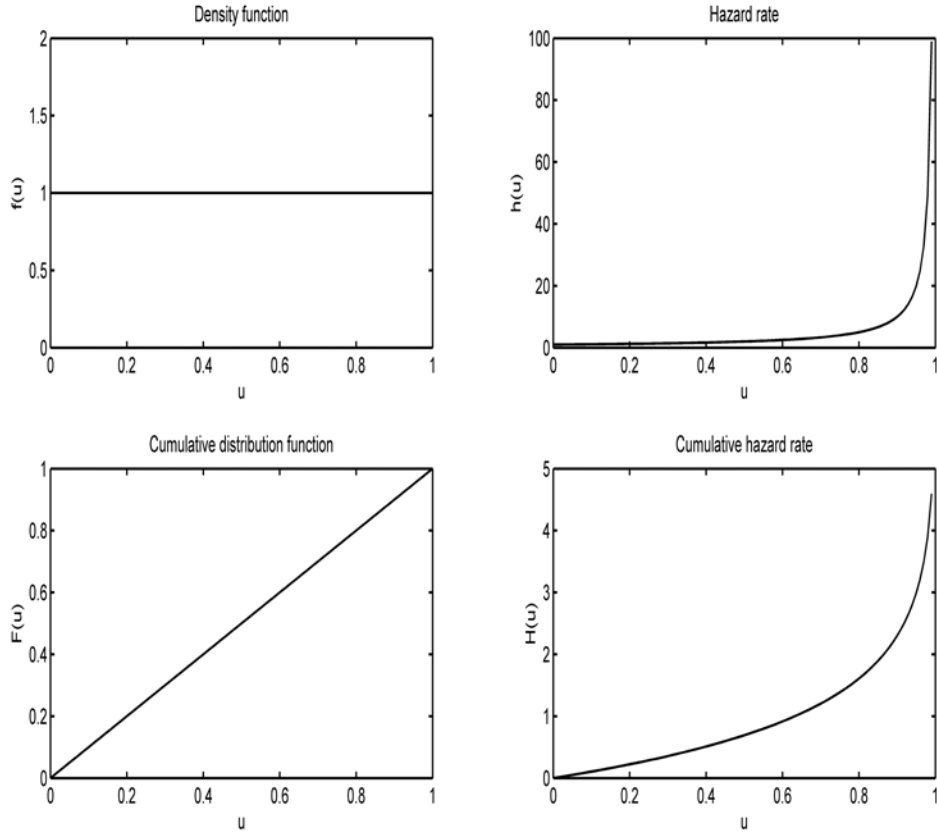 Density function
2
1.5
1
0.5
0
f(u)
0 0.2 0.4 0.6 0.8 1
u
Hazard rate
100
80
60
40
20
0
h(u)
0 0.2 0.4 0.6 0.8 1
u
Cumulative distribution function
1
0.8
0.6
0.4
0.2
0
F(u)
0 0.2 0.4 0.6 0.8 1
u
Cumulative hazard rate
5
4
3
2
1
0
H(u)
0 0.2 0.4 0.6 0.8 1
u